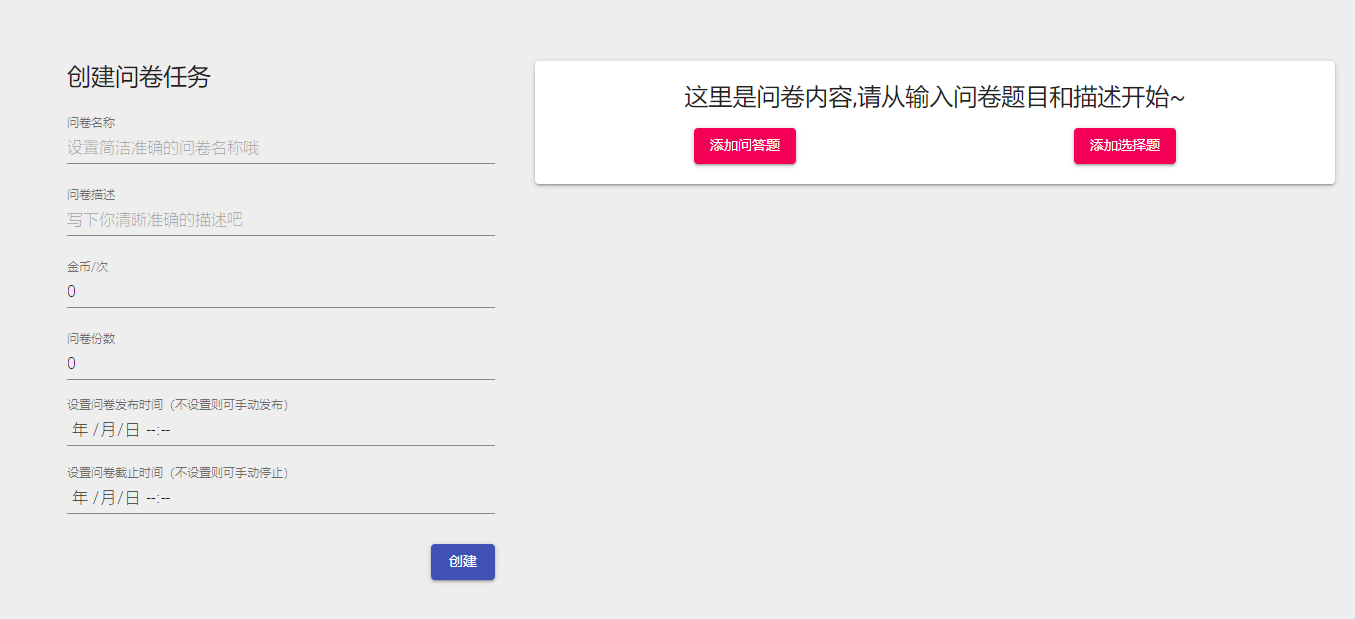 创建问卷任务
问卷名称
设置简洁准确的问卷名称哦
问卷描述
写下你清晰准确的描述吧
金币/次
0
问卷份数
0
设置问卷发布时间（不设置则可手动发布）
年 /月/日 --:--
设置问卷截止时间（不设置则可手动停止）
年 /月/日 --:--
创建
这里是问卷内容,请从输入问卷题目和描述开始~
添加问答题 添加选择题